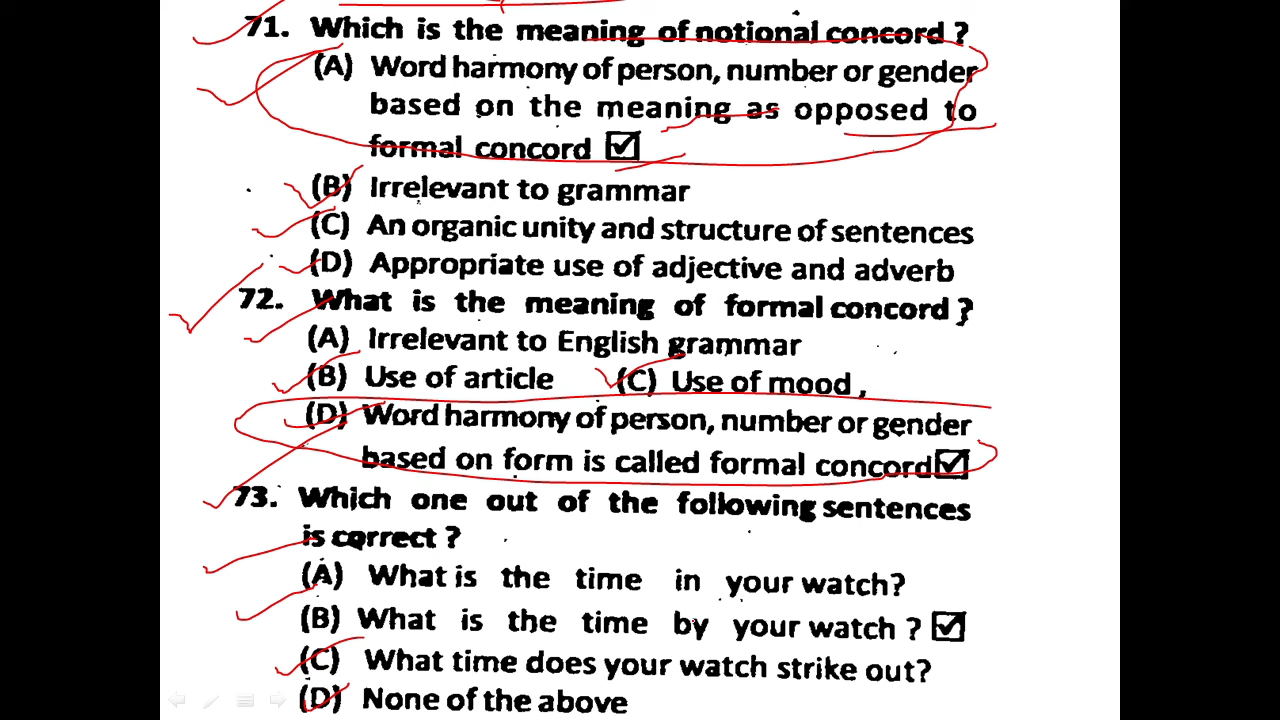 71. Which is the meaning of notional concord ?
(A) Word harmony of person, number or gender
based on the meaning as opposed to
formal concord ☑
(B) Irrelevant to grammar
(C) An organic unity and structure of sentences
(D) Appropriate use of adjective and adverb
72. What is the meaning of formal concord ?
(A) Irrelevant to English grammar
(B) Use of article (C) Use of mood ,
(D) Word harmony of person, number or gender
based on form is called formal concord ☑
73. Which one out of the following sentences
is correct ?
(A) What is the time in your watch?
(B) What is the time by your watch ? ☑
(C) What time does your watch strike out?
(D) None of the above